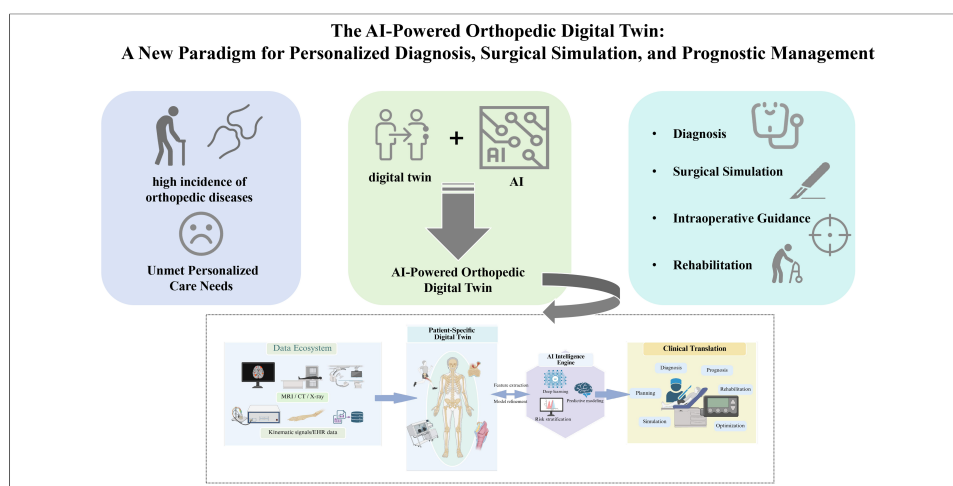 The AI-Powered Orthopedic Digital Twin:
A New Paradigm for Personalized Diagnosis, Surgical Simulation, and Prognostic Management
high incidence of
orthopedic diseases
Unmet Personalized
Care Needs
digital twin
+
AI
AI
AI-Powered Orthopedic
Digital Twin
• Diagnosis
• Surgical Simulation
• Intraoperative Guidance
• Rehabilitation
Data Ecosystem
MRI / CT / X-ray
Kinematic signals/EHR data
Patient-Specific
Digital Twin
Feature extraction
Model refinement
AI Intelligence
Engine
Deep learning
Predictive modeling
Risk stratification
Clinical Translation
Diagnosis
Prognosis
Planning
Rehabilitation
Simulation
Optimization